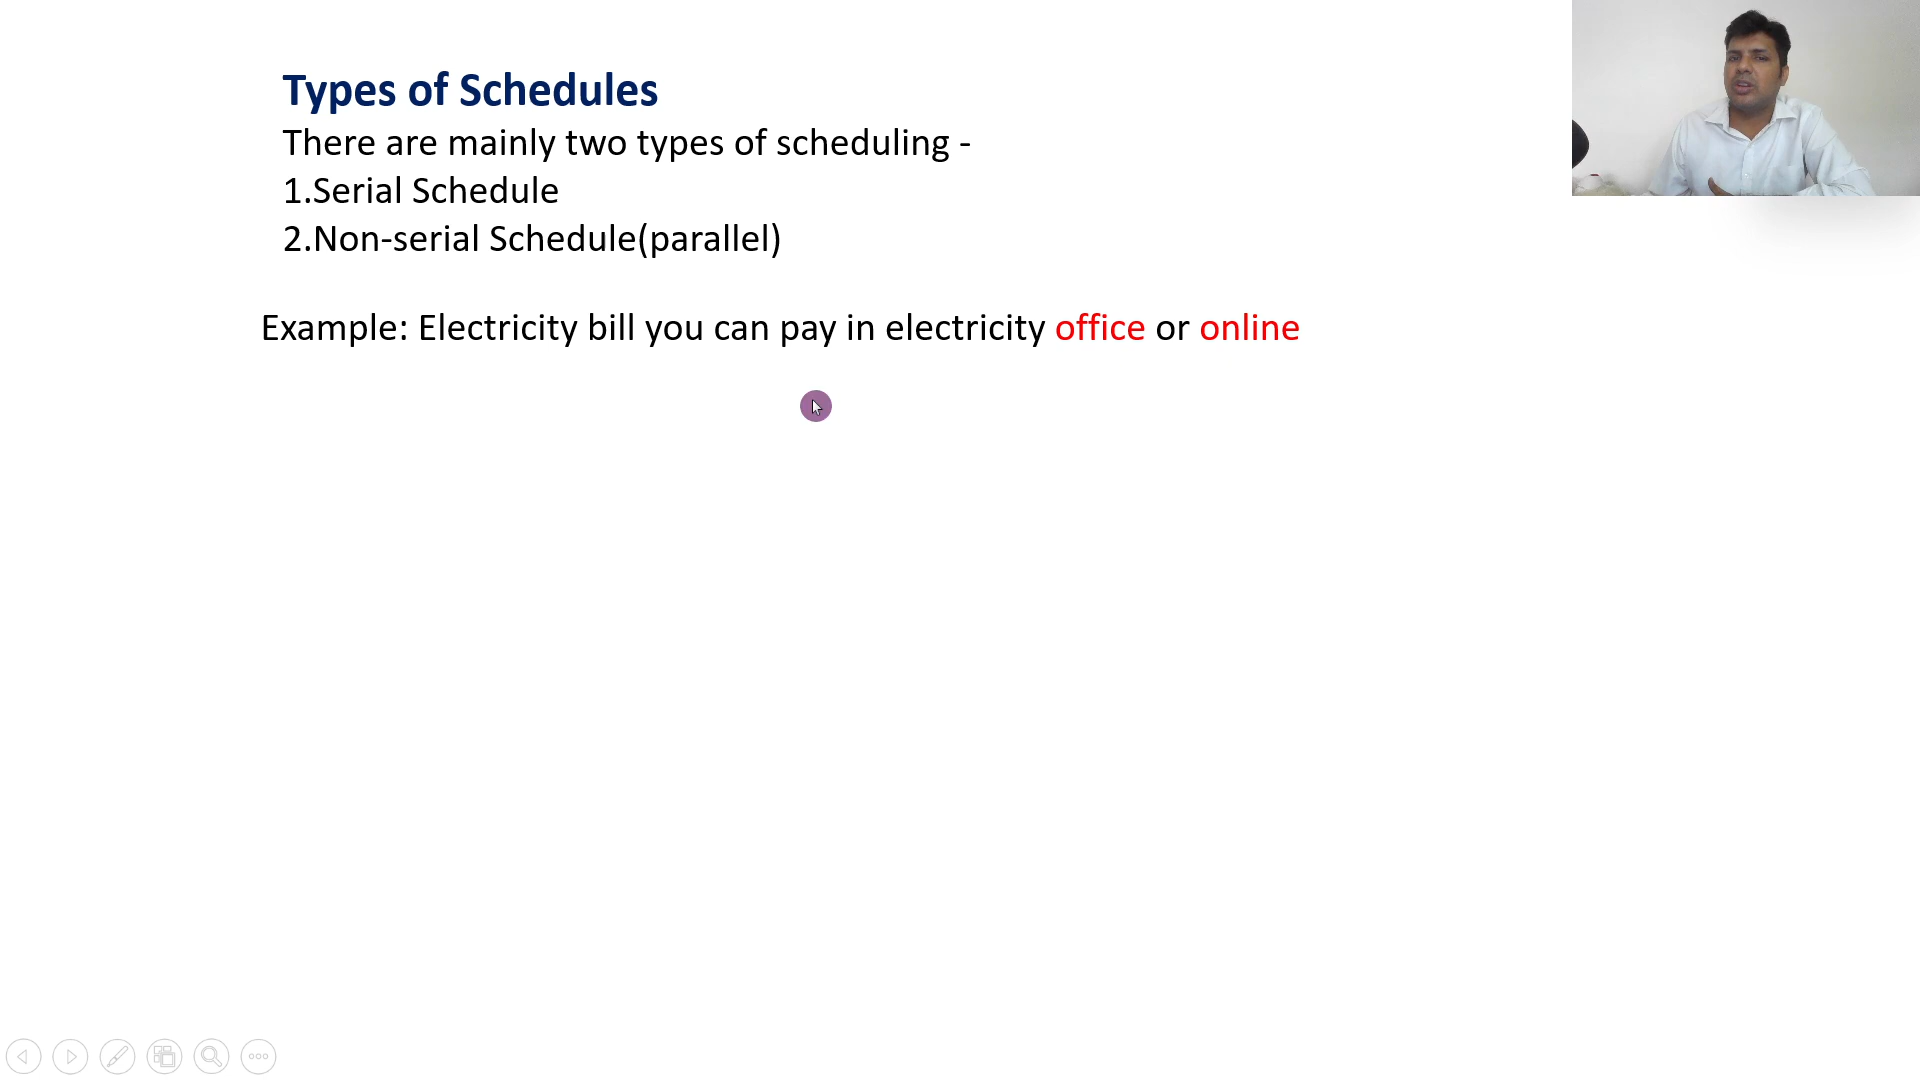 Types of Schedules
There are mainly two types of scheduling -
1.Serial Schedule
2.Non-serial Schedule(parallel)
Example: Electricity bill you can pay in electricity office or online